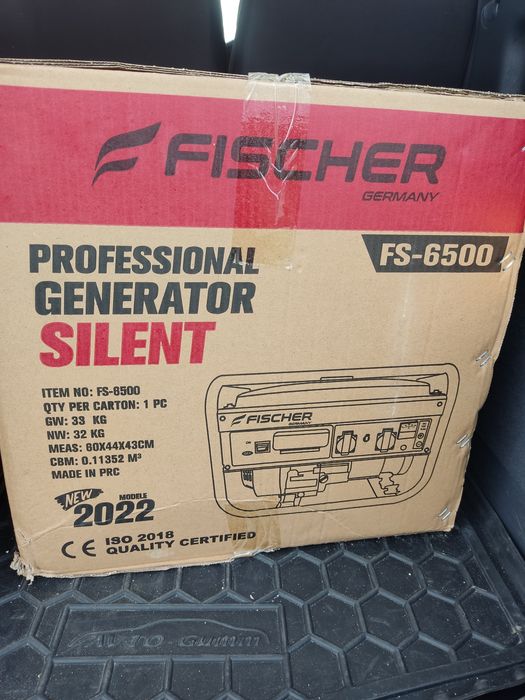 FISCHER
GERMANY
FS-6500
PROFESSIONAL
GENERATOR
SILENT
ITEM NO: FS-6500
QTY PER CARTON: 1 PC
GW: 33 KG
NW: 32 KG
MEAS: 60X44X43CM
CBM: 0.11352 M³
MADE IN PRC
NEW
MODELE
2022
CE ISO 2018
QUALITY CERTIFIED
FISCHER
GERMANY
AUTO-Gumm